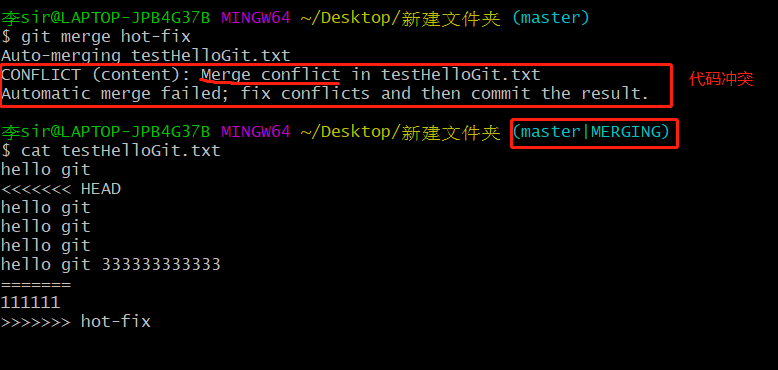 李sir@LAPTOP-JPB4G37B MINGW64 ~/Desktop/新建文件夹 (master)
$ git merge hot-fix
Auto-merging testHelloGit.txt
CONFLICT (content): Merge conflict in testHelloGit.txt
Automatic merge failed; fix conflicts and then commit the result.
代码冲突
李sir@LAPTOP-JPB4G37B MINGW64 ~/Desktop/新建文件夹 (master|MERGING)
$ cat testHelloGit.txt
hello git
<<<<<<< HEAD
hello git
hello git
hello git
hello git 333333333333
=======
111111
>>>>>>> hot-fix